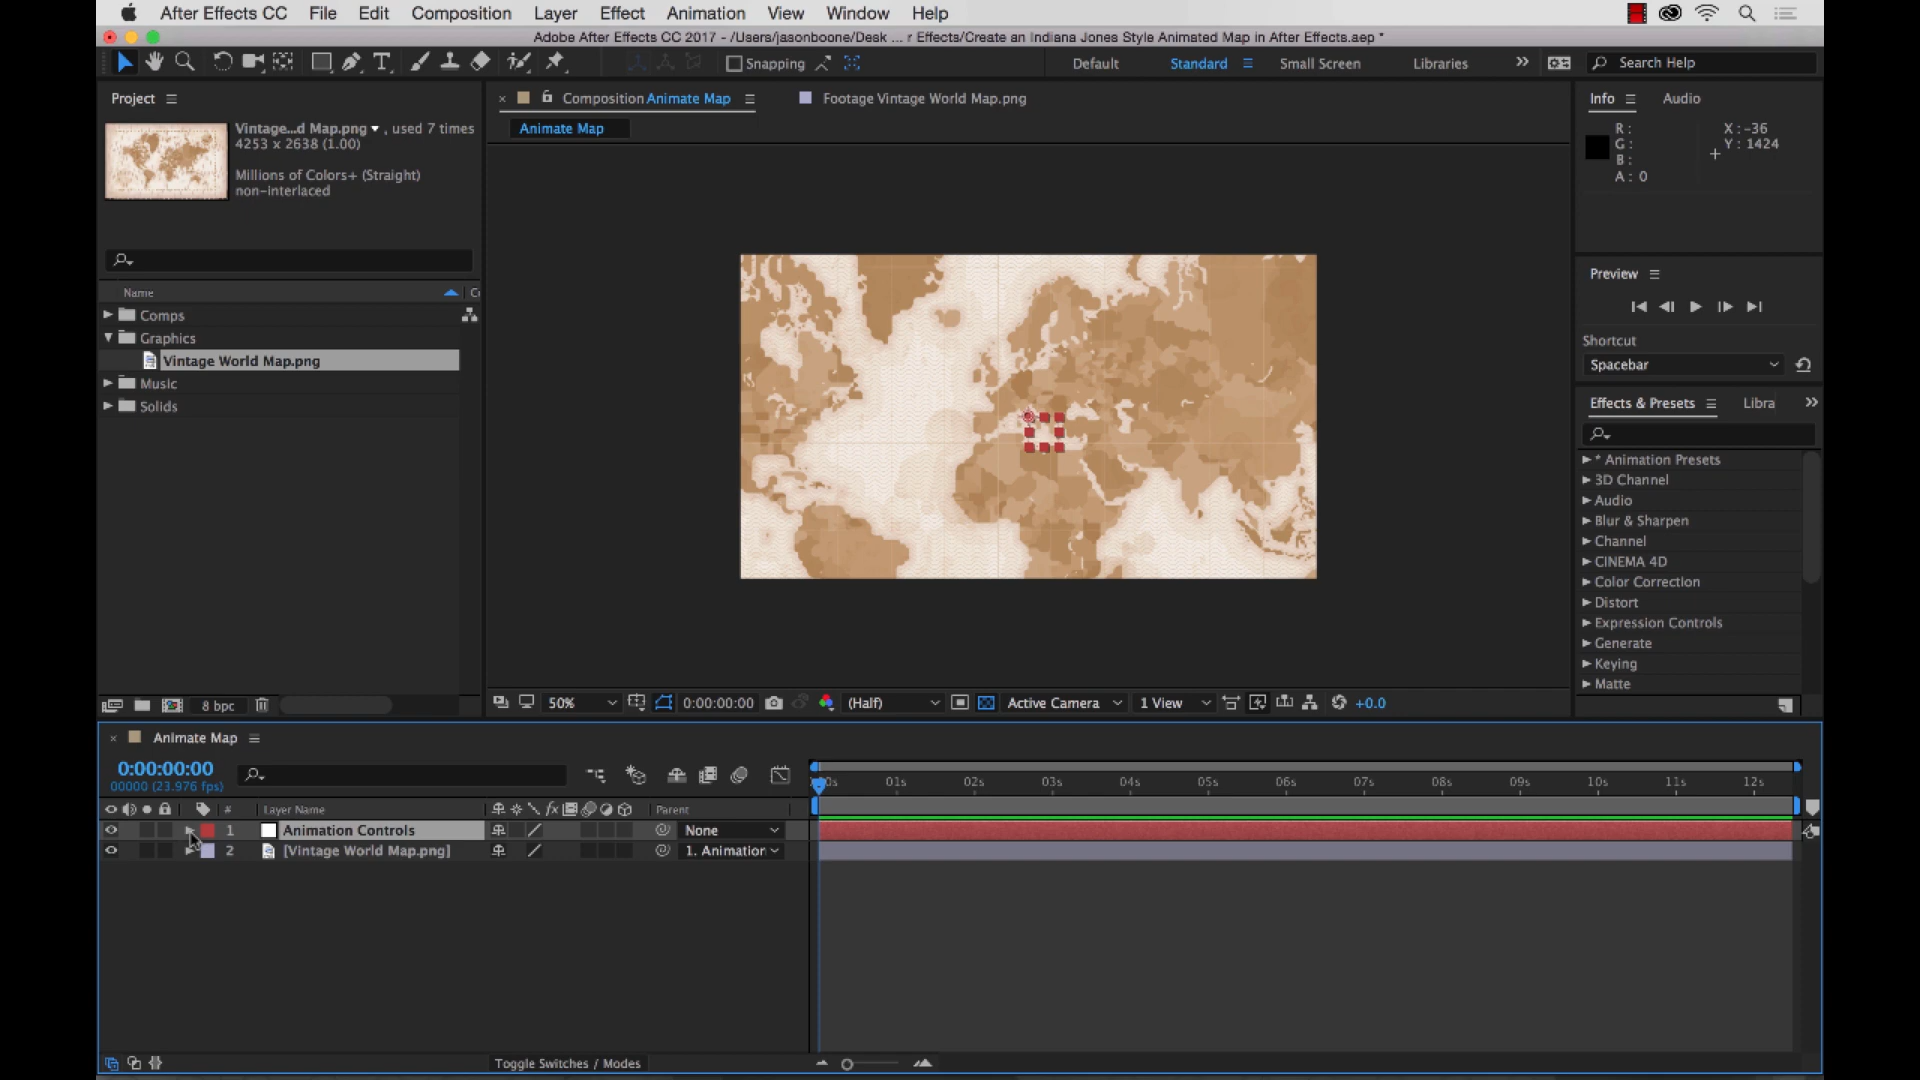 After Effects CC File Edit Composition Layer Effect Animation View Window Help
Adobe After Effects CC 2017 - /Users/jasonboone/Desk ... r Effects/Create an Indiana Jones Style Animated Map in After Effects.aep *
Snapping Default Standard Small Screen Libraries Search Help
Project
Vintage...d Map.png , used 7 times
4253 x 2638 (1.00)
Millions of Colors+ (Straight)
non-interlaced
Name
Comps
Graphics
Vintage World Map.png
Music
Solids
8 bpc
Composition Animate Map Footage Vintage World Map.png
Animate Map
50% 0:00:00:00 (Half) Active Camera 1 View +0.0
Info Audio
R: X: -36
G: Y: 1424
B:
A: 0
Preview
Shortcut
Spacebar
Effects & Presets Libra
* Animation Presets
3D Channel
Audio
Blur & Sharpen
Channel
CINEMA 4D
Color Correction
Distort
Expression Controls
Generate
Keying
Matte
Animate Map
0:00:00:00
00000 (23.976 fps)
01s 02s 03s 04s 05s 06s 07s 08s 09s 10s 11s 12s
# Layer Name Parent
1 Animation Controls None
2 [Vintage World Map.png] 1. Animation
Toggle Switches / Modes